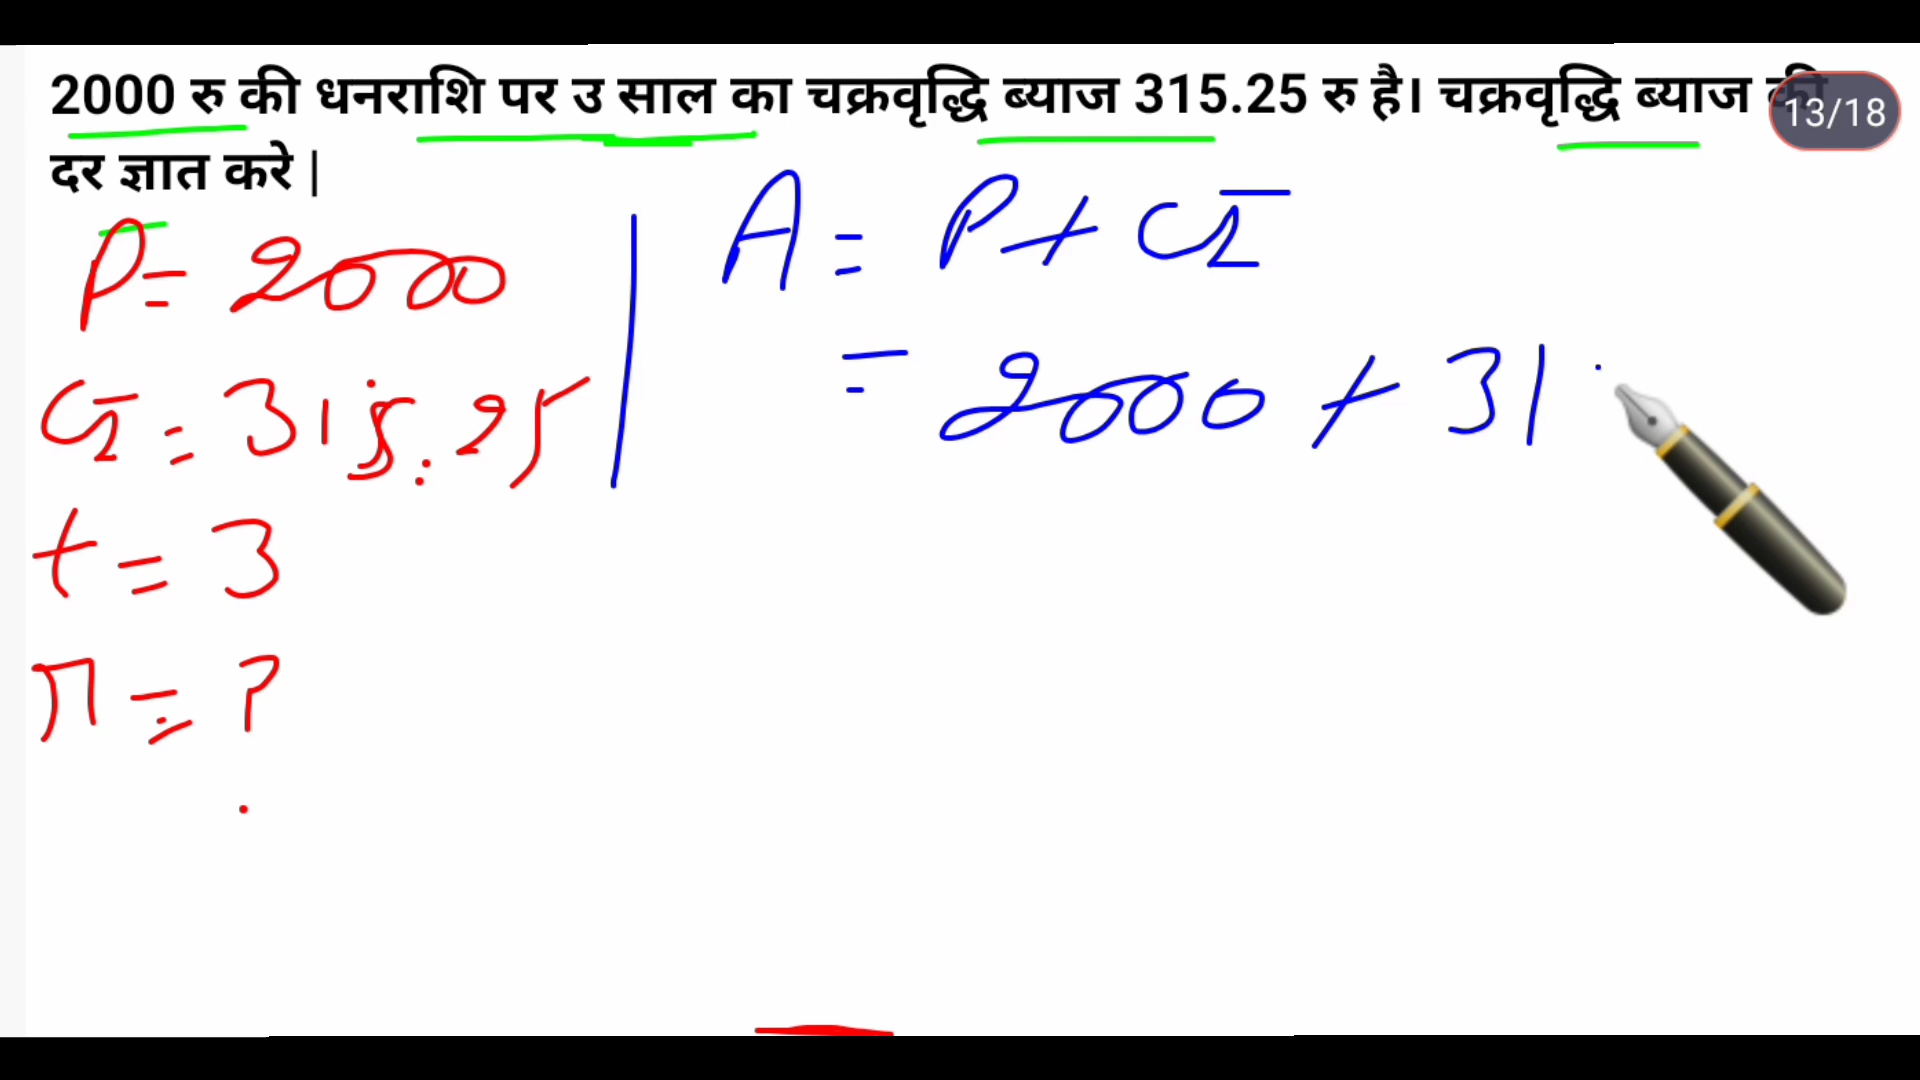 2000 रु की धनराशि पर उ साल का चक्रवृद्धि ब्याज 315.25 रु है। चक्रवृद्धि ब्याज की
दर ज्ञात करे |
13/18
P = 2000
CI = 315.25
t = 3
r = ?
A = P + CI
= 2000 + 31